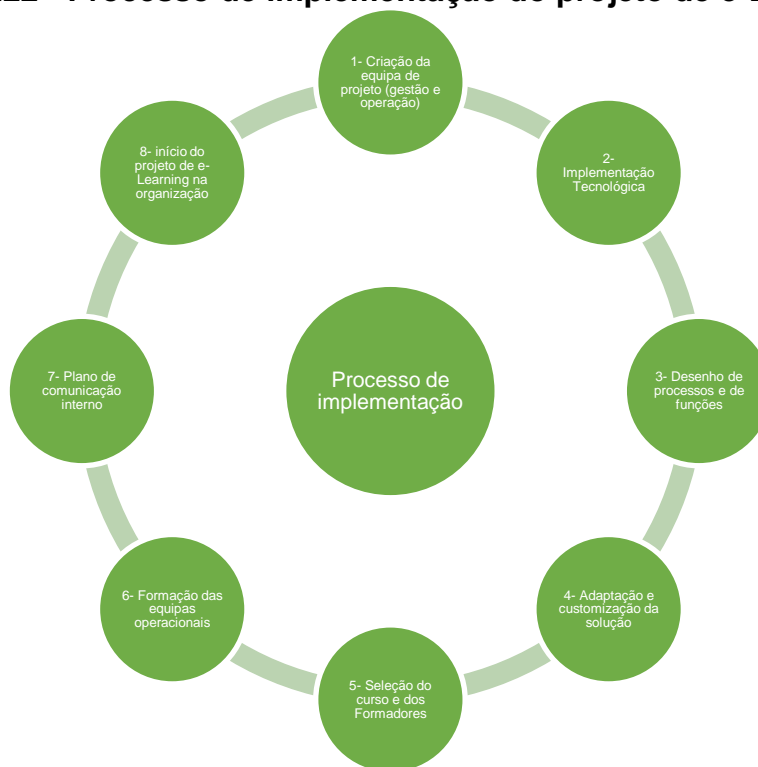 1- Criação da
equipa de
projeto (gestão e
operação)
2-
Implementação
Tecnológica
3- Desenho de
processos e de
funções
4- Adaptação e
customização da
solução
5- Seleção do
curso e dos
Formadores
6- Formação das
equipas
operacionais
7- Plano de
comunicação
interno
8- início do
projeto de e-
Learning na
organização
Processo de
implementação